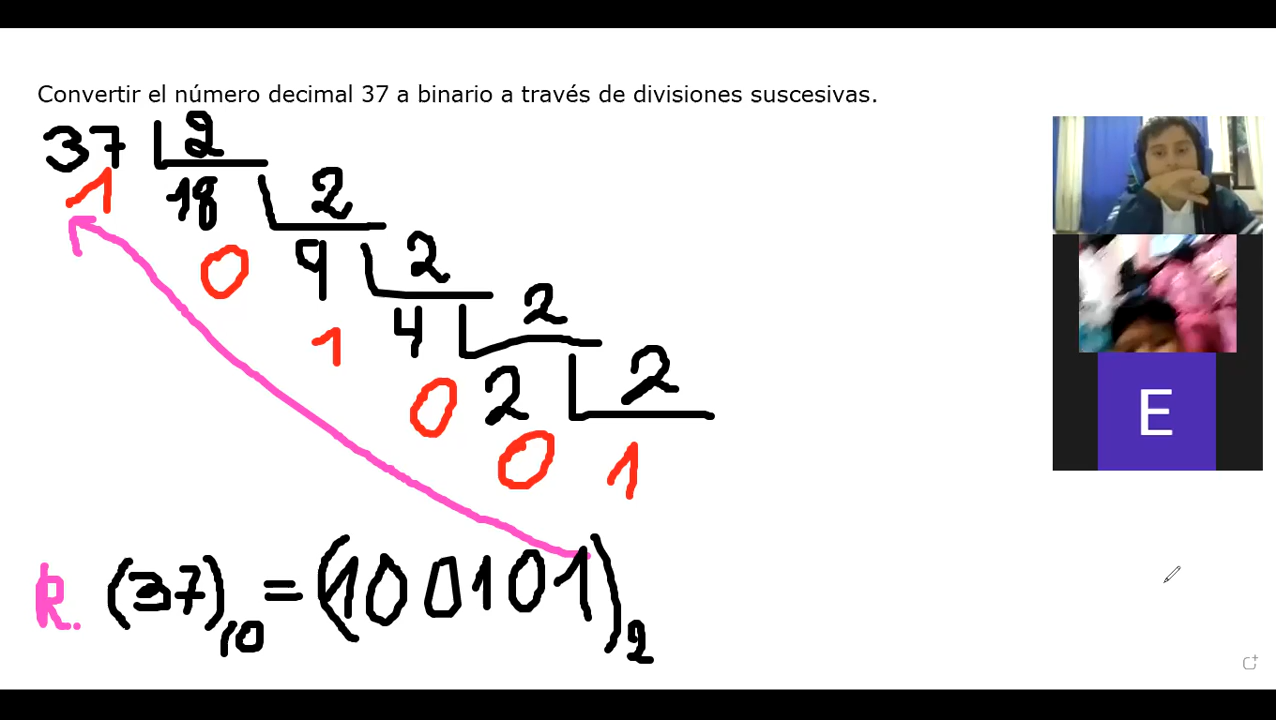 Convertir el número decimal 37 a binario a través de divisiones suscesivas.
37 2
1 18 2
0 9 2
1 4 2
0 2 2
0 1
E
R. (37)10 = (100101)2